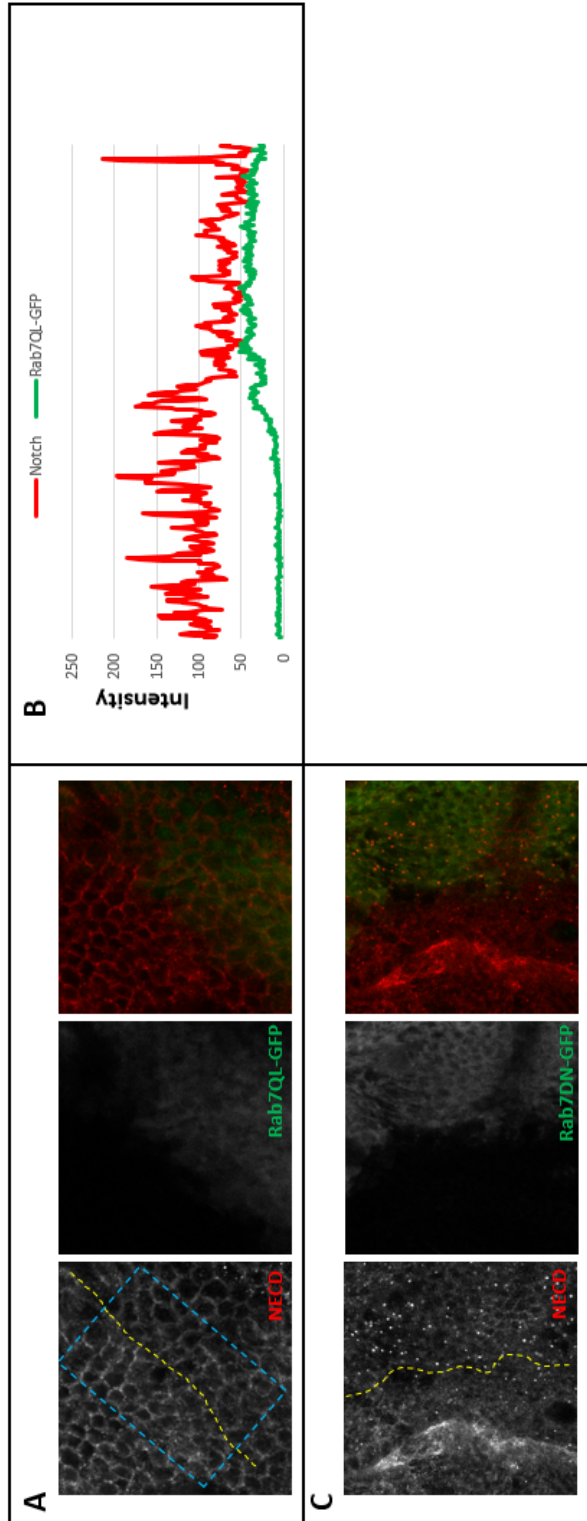 A
NECD
Rab7QL-GFP
B
Notch Rab7QL-GFP
Intensity
250
200
150
100
50
0
C
NECD
Rab7DN-GFP